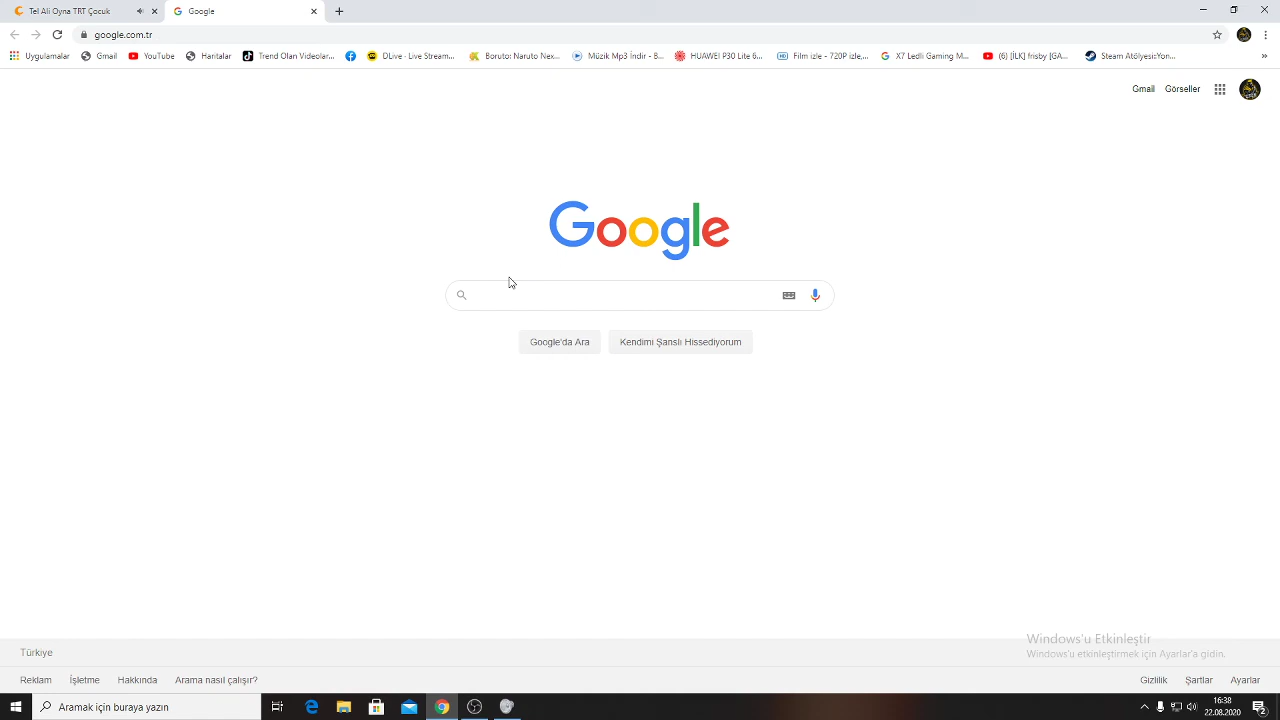 Tel Ali Oyna TRT Çocuk
Google
google.com.tr
Uygulamalar Gmail YouTube Haritalar Trend Olan Videolar... DLive · Live Stream... Boruto: Naruto Nex... Müzik Mp3 İndir - B... HUAWEI P30 Lite 6... Film izle - 720P izle,... X7 Ledli Gaming M... (6) [İLK] frisby [GA... Steam Atölyesi:Yön... »
Gmail Görseller
Google
Google'da Ara Kendimi Şanslı Hissediyorum
Windows'u Etkinleştir
Windows'u etkinleştirmek için Ayarlar'a gidin.
Türkiye
Reklam İşletme Hakkında Arama nasıl çalışır? Gizlilik Şartlar Ayarlar
Aramak için buraya yazın
16:38
22.08.2020
2